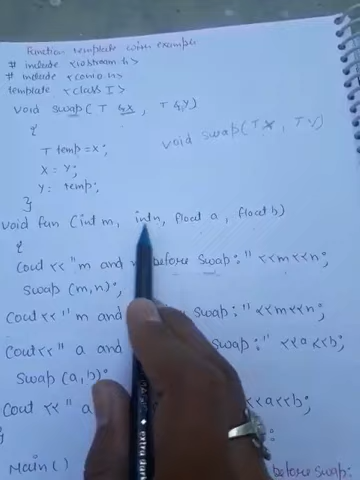 Function template with example
# include <iostream.h>
# include <conio.h>
template <class T>
void swap( T &x, T &y)
void swap(T x, T y)
{
T temp = x;
x = y;
y = temp;
}
void fun (int m, int n, float a, float b)
{
cout << "m and before swap:" <<m<<n;
swap (m,n);
cout << "m and swap:" <<m<<n;
cout << "a and swap:" <<a<<b;
swap (a,b);
cout << "a <<a<<b;
}
main()
before swap: